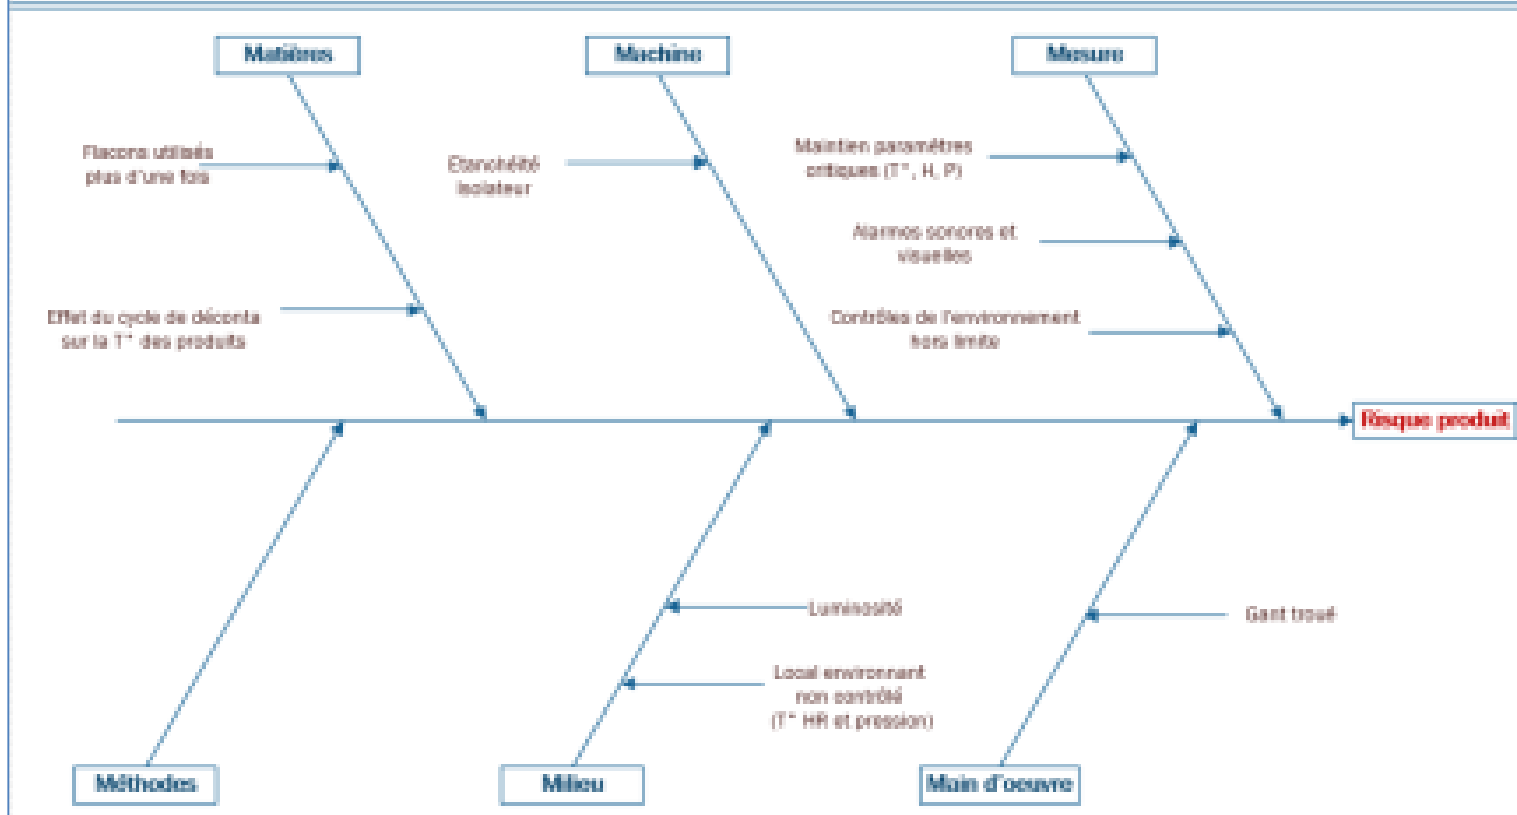 Matières
Machine
Mesure
Flacons utilisés
plus d'une fois
Etanchéité
isolateur
Maintien paramètres
critiques (T°, H, P)
Alarmes sonores et
visuelles
Effet du cycle de déconta
sur la T° des produits
Contrôles de l'environnement
hors limite
Risque produit
Luminosité
Gant troué
Local environnant
non contrôlé
(T° HR et pression)
Méthodes
Milieu
Main d'oeuvre